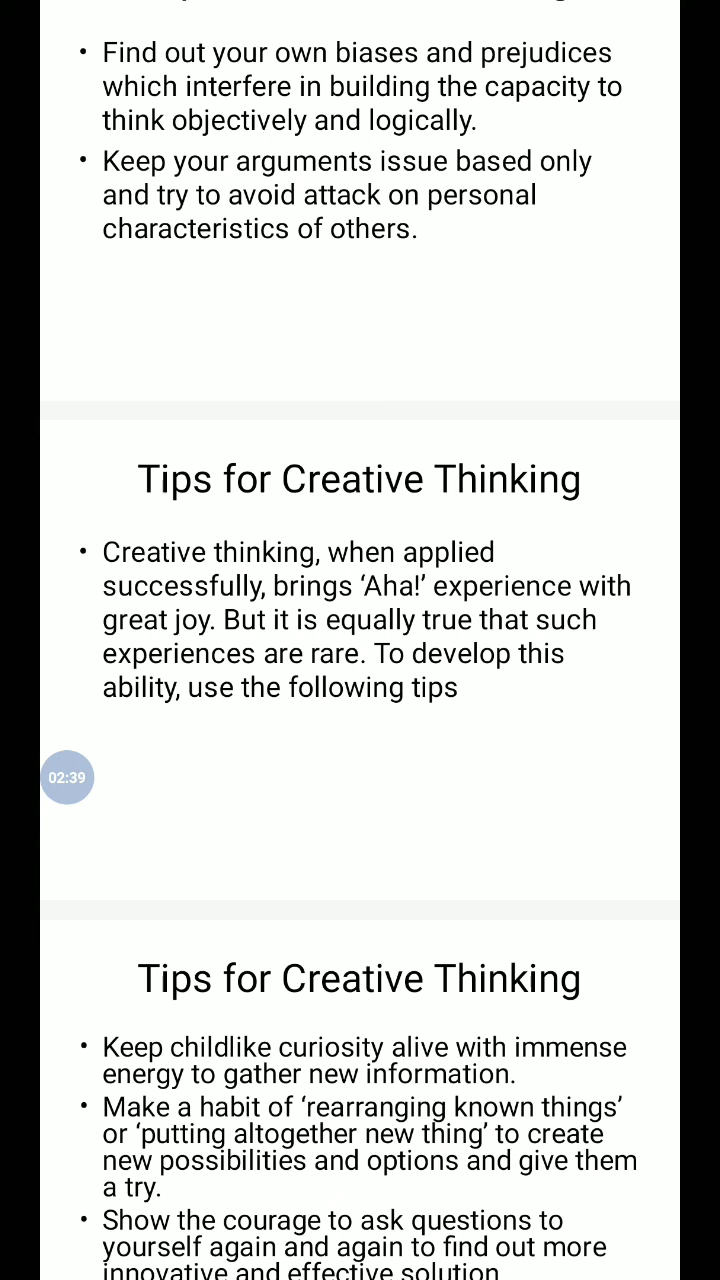 • Find out your own biases and prejudices
which interfere in building the capacity to
think objectively and logically.
• Keep your arguments issue based only
and try to avoid attack on personal
characteristics of others.
Tips for Creative Thinking
• Creative thinking, when applied
successfully, brings ‘Aha!’ experience with
great joy. But it is equally true that such
experiences are rare. To develop this
ability, use the following tips
02:39
Tips for Creative Thinking
• Keep childlike curiosity alive with immense
energy to gather new information.
• Make a habit of ‘rearranging known things’
or ‘putting altogether new thing’ to create
new possibilities and options and give them
a try.
• Show the courage to ask questions to
yourself again and again to find out more
innovative and effective solution